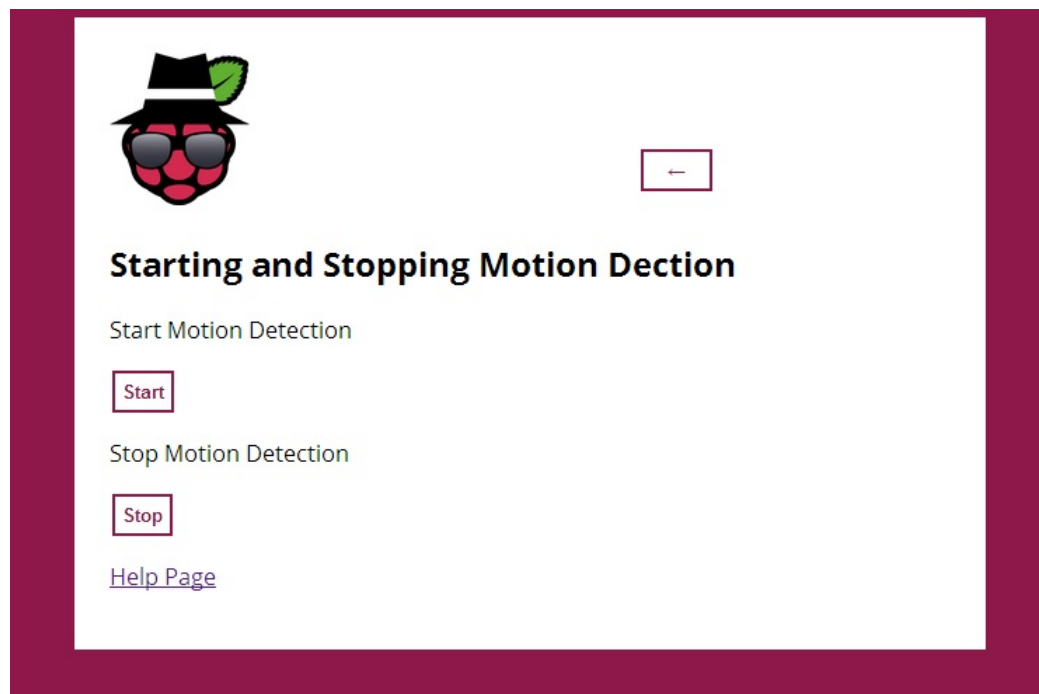 ←
Starting and Stopping Motion Dection
Start Motion Detection
Start
Stop Motion Detection
Stop
Help Page